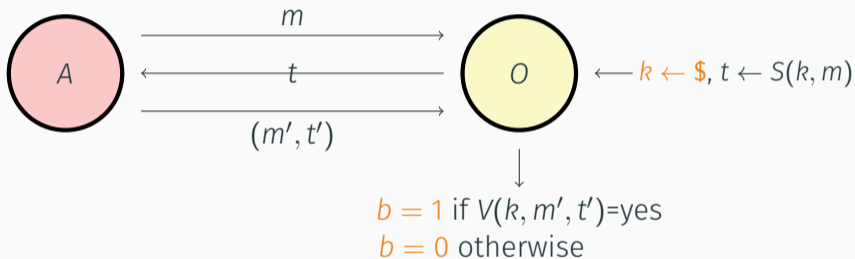 m
A
t
O
k ← $, t ← S(k, m)
(m′, t′)
b = 1 if V(k, m′, t′)=yes
b = 0 otherwise